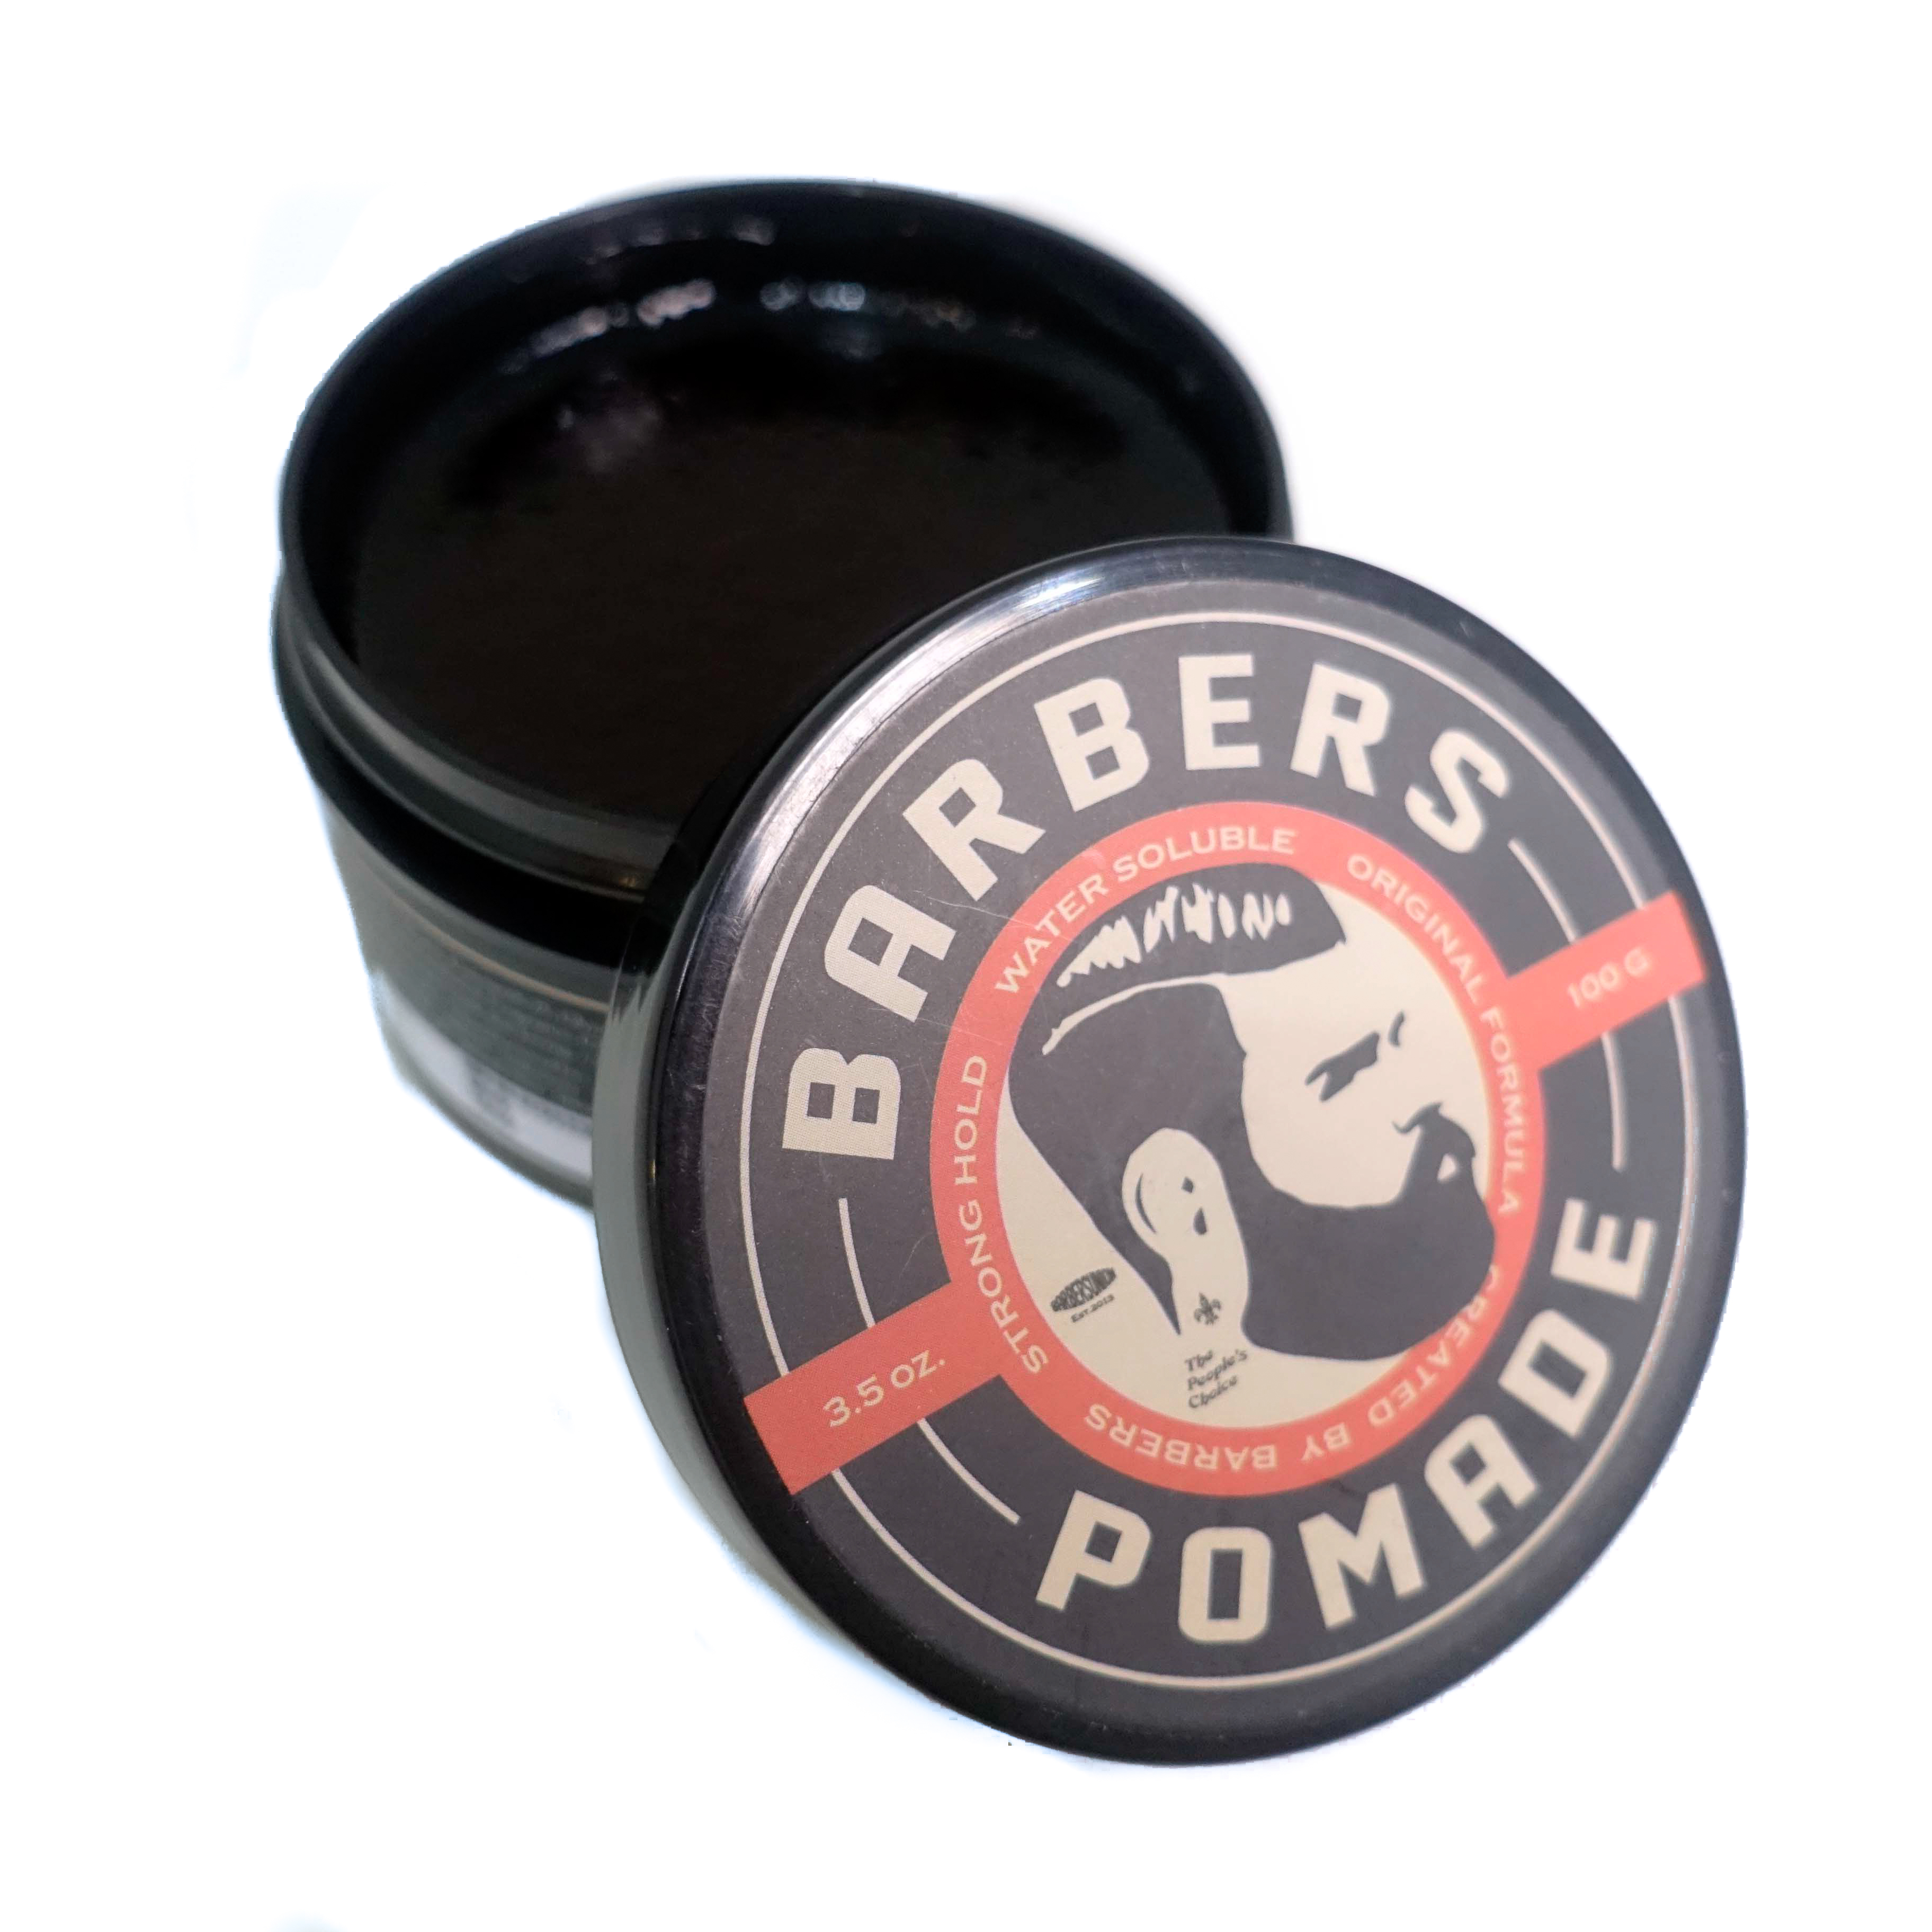 BARBERS
WATER SOLUBLE
ORIGINAL FORMULA
100 G
STRONG HOLD
BARBERSUNION
EST.2013
The
People's
Choice
3.5 OZ.
CREATED BY BARBERS
POMADE